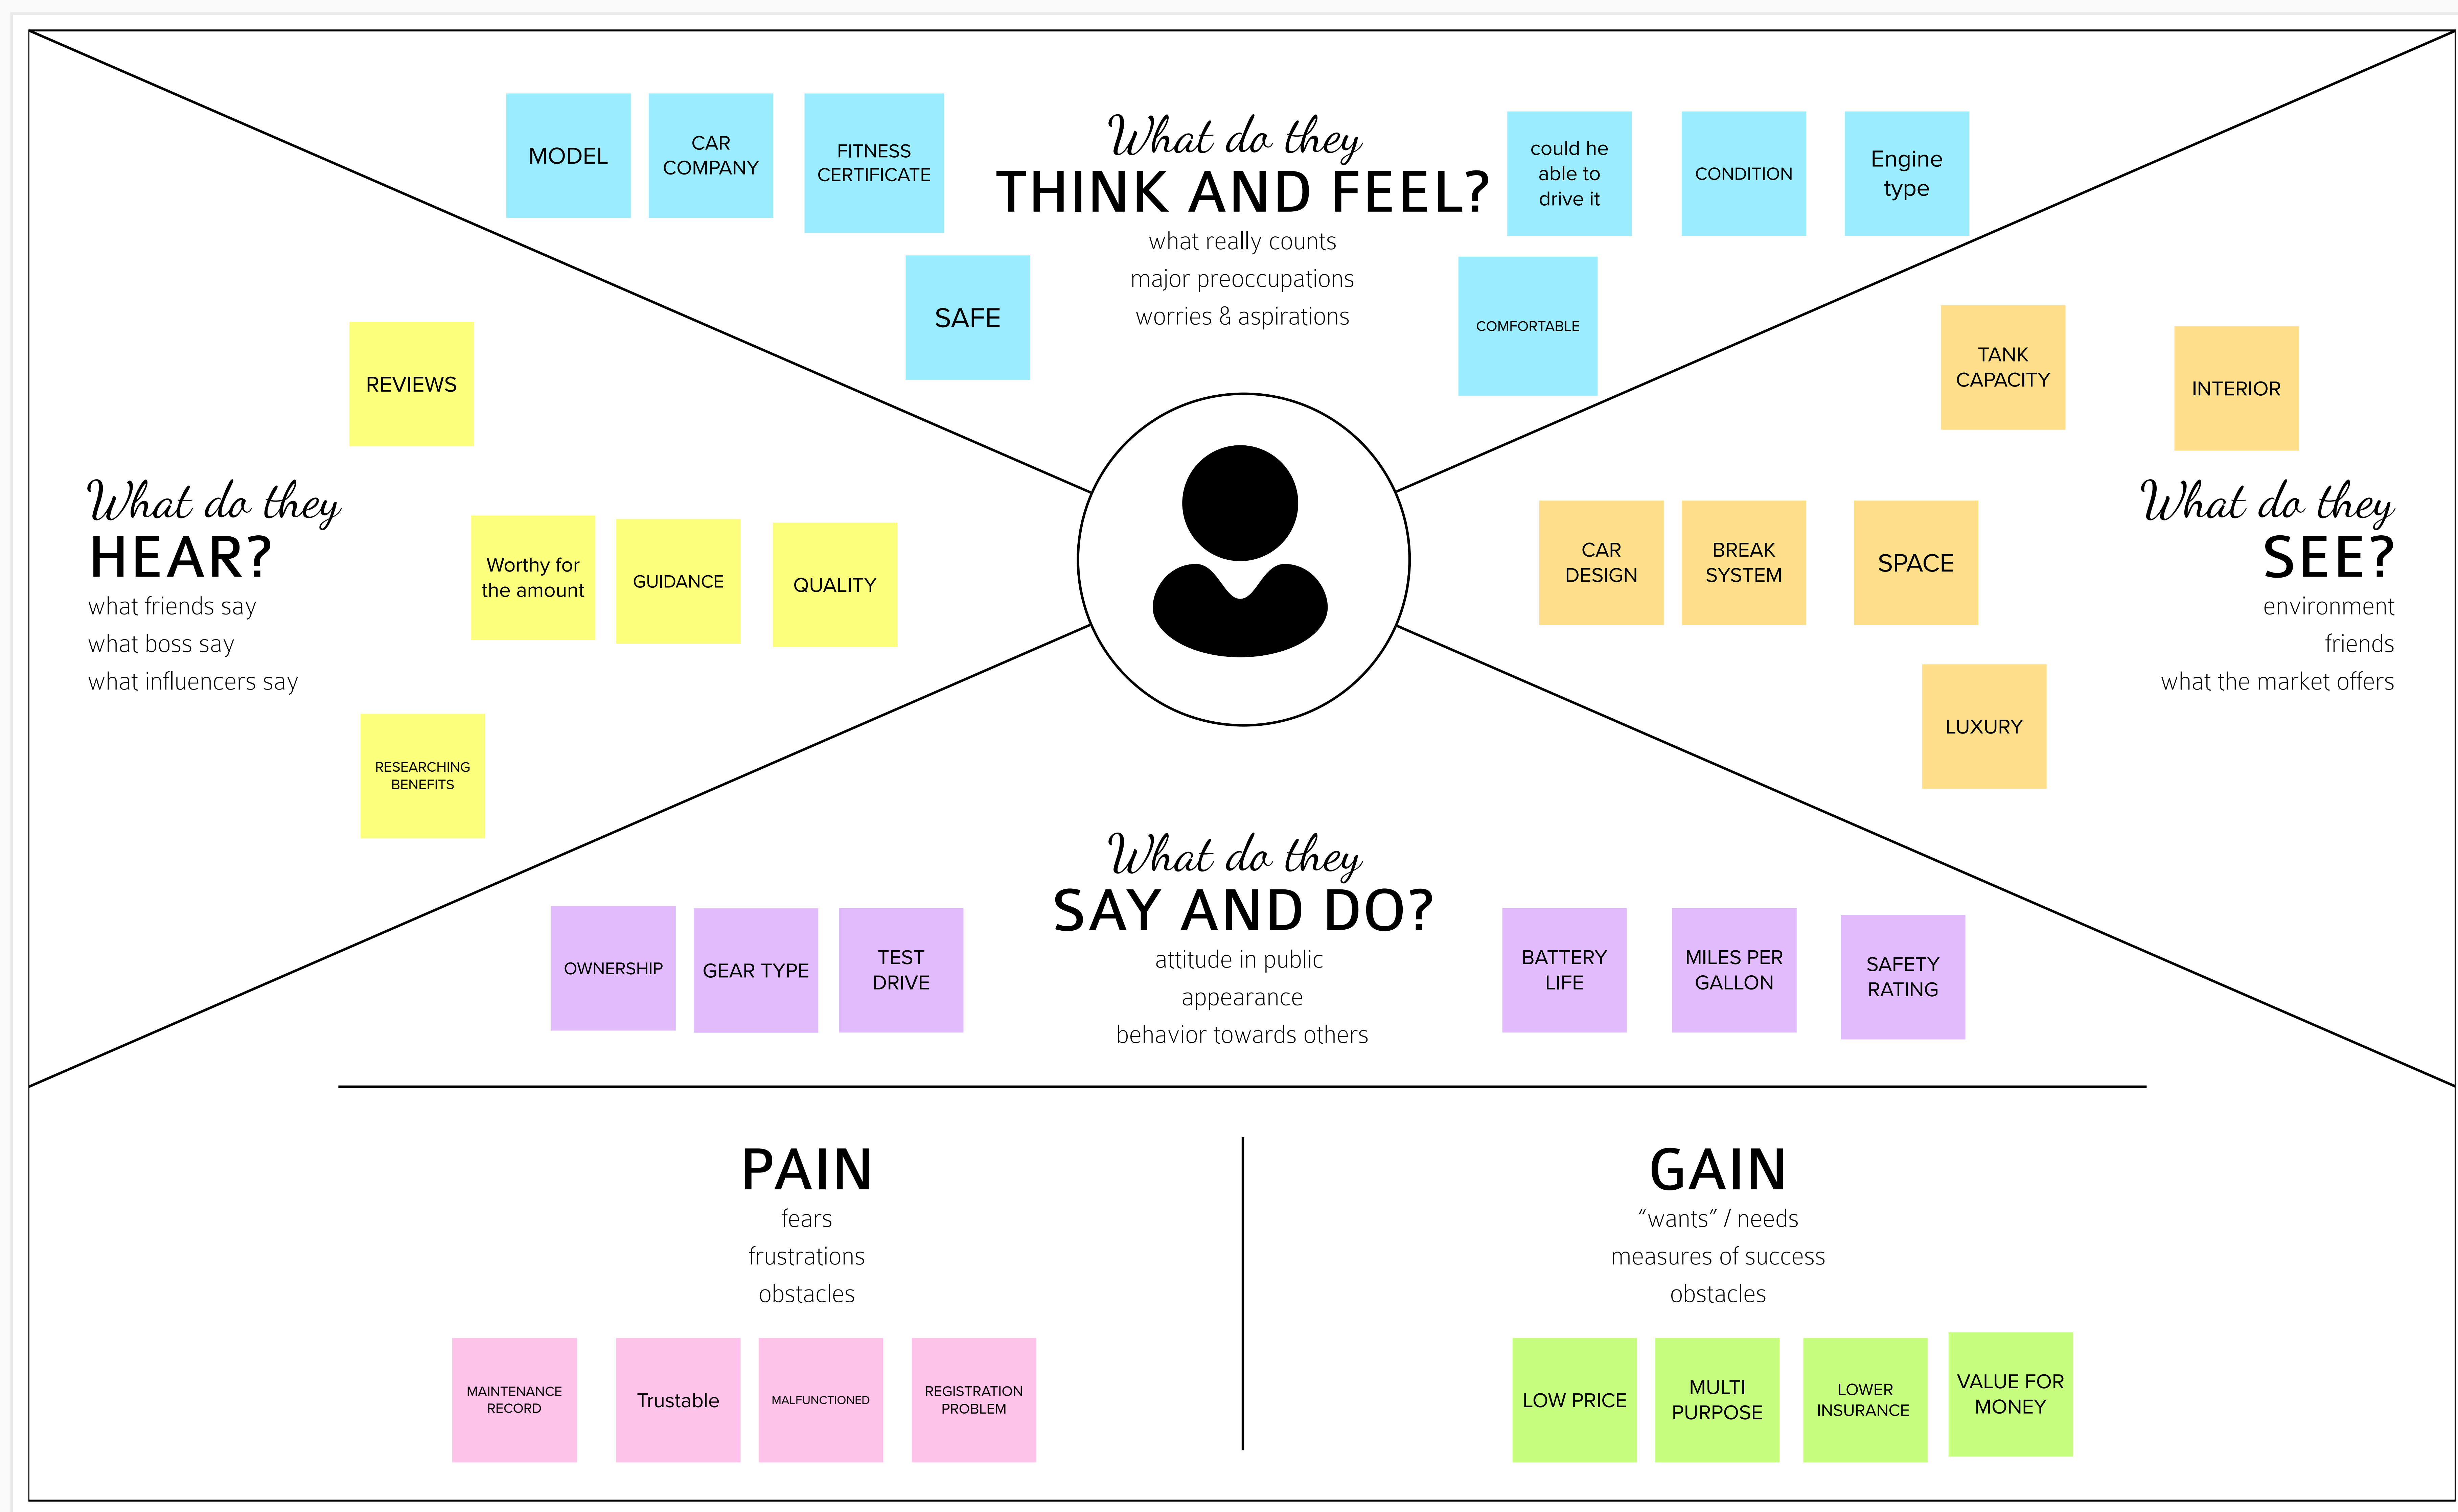 What do they
THINK AND FEEL?
what really counts
major preoccupations
worries & aspirations
MODEL
CAR
COMPANY
FITNESS
CERTIFICATE
SAFE
could he
able to
drive it
CONDITION
Engine
type
COMFORTABLE
What do they
HEAR?
what friends say
what boss say
what influencers say
REVIEWS
Worthy for
the amount
GUIDANCE
QUALITY
RESEARCHING
BENEFITS
What do they
SEE?
environment
friends
what the market offers
TANK
CAPACITY
INTERIOR
CAR
DESIGN
BREAK
SYSTEM
SPACE
LUXURY
What do they
SAY AND DO?
attitude in public
appearance
behavior towards others
OWNERSHIP
GEAR TYPE
TEST
DRIVE
BATTERY
LIFE
MILES PER
GALLON
SAFETY
RATING
PAIN
fears
frustrations
obstacles
MAINTENANCE
RECORD
Trustable
MALFUNCTIONED
REGISTRATION
PROBLEM
GAIN
“wants” / needs
measures of success
obstacles
LOW PRICE
MULTI
PURPOSE
LOWER
INSURANCE
VALUE FOR
MONEY